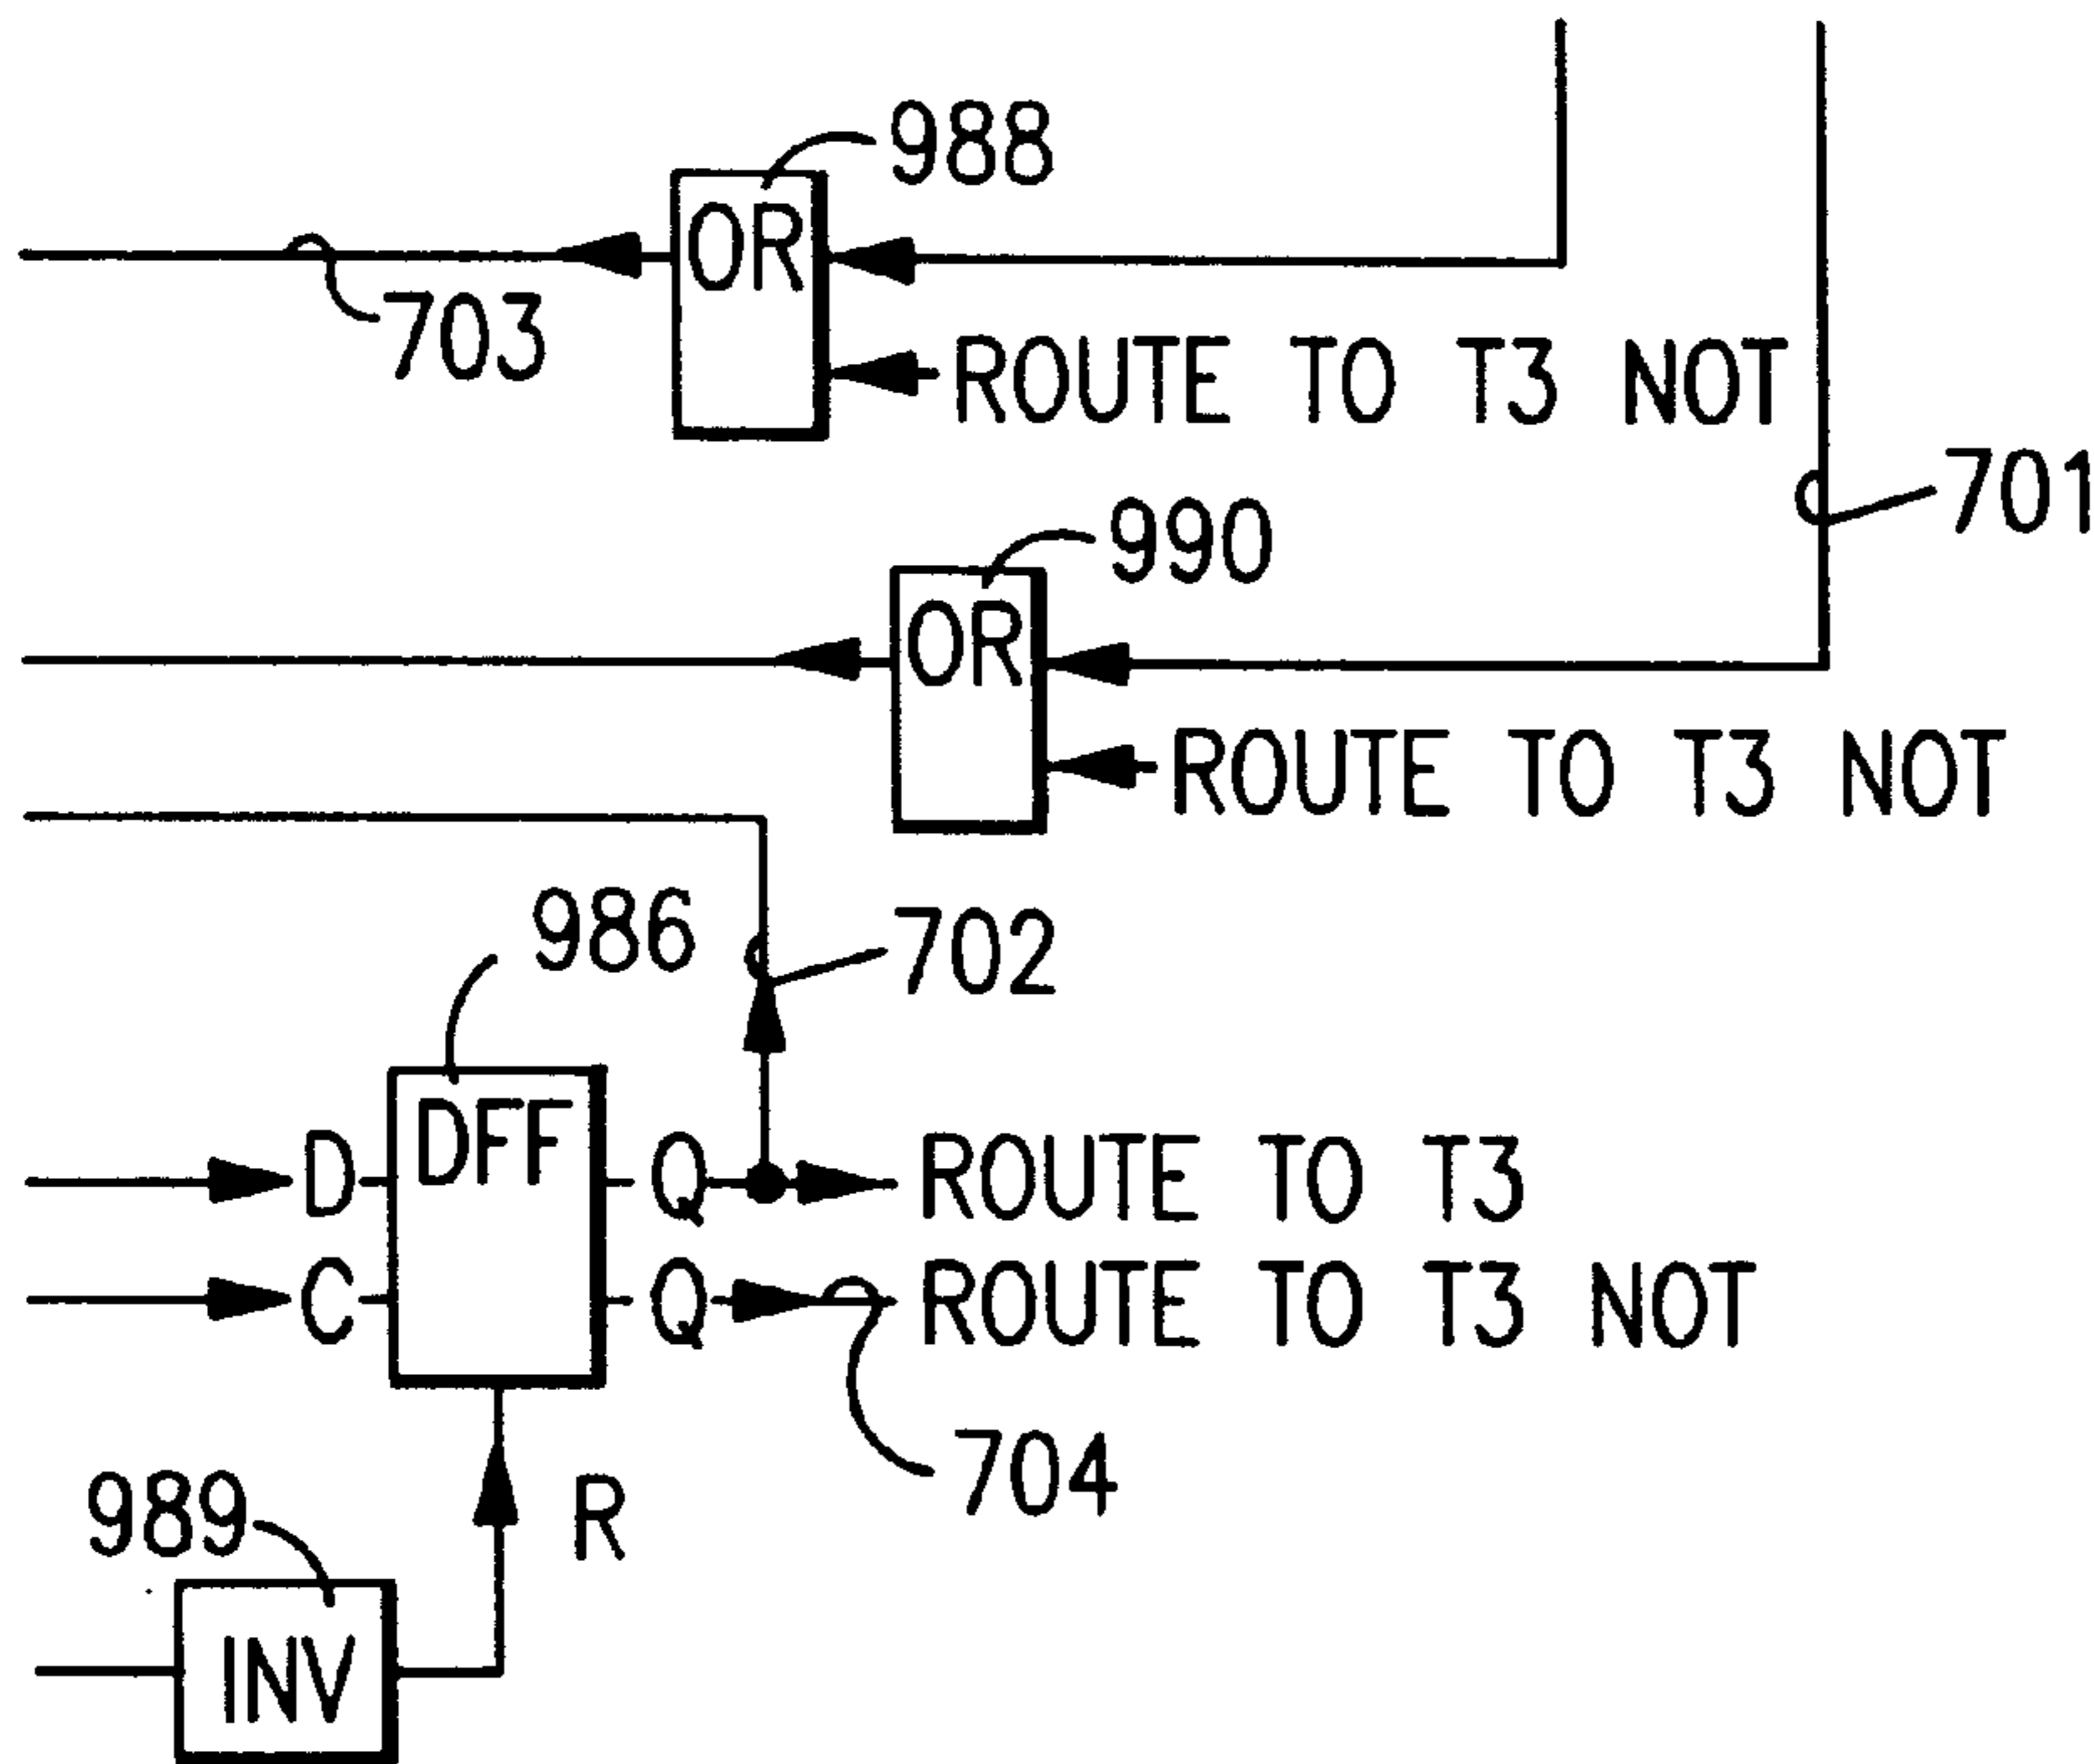 988
OR
703
ROUTE TO T3 NOT
701
990
OR
ROUTE TO T3 NOT
986
702
DFF
D
Q
ROUTE TO T3
C
Q
ROUTE TO T3 NOT
704
989
R
INV